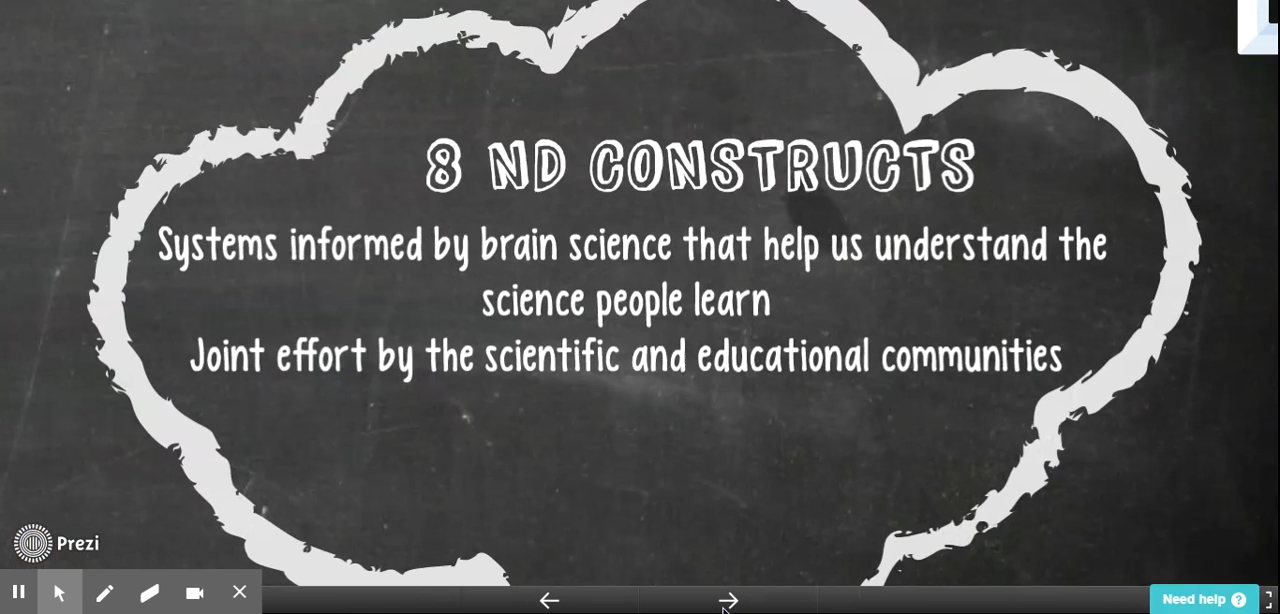 8 ND CONSTRUCTS
Systems informed by brain science that help us understand the
science people learn
Joint effort by the scientific and educational communities
Prezi
Need help ?